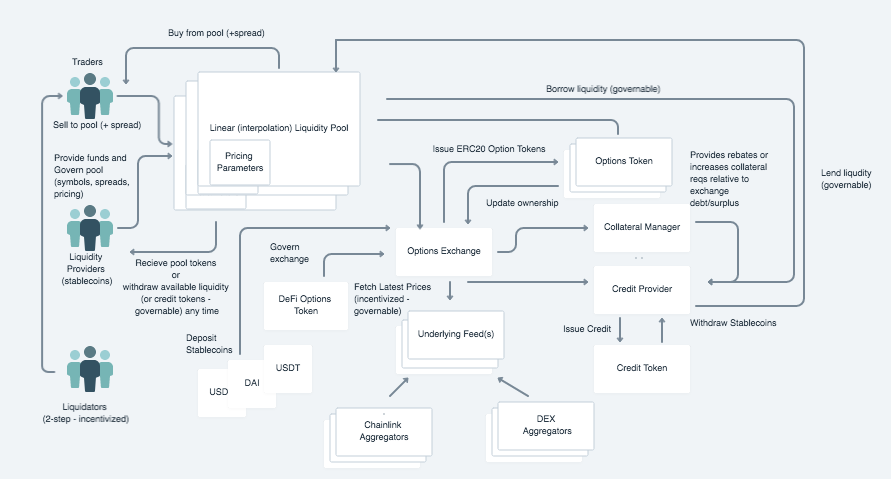 Buy from pool (+spread)
Traders
Sell to pool (+ spread)
Linear (interpolation) Liquidity Pool
Pricing
Parameters
Provide funds and
Govern pool
(symbols, spreads,
pricing)
Liquidity
Providers
(stablecoins)
Recieve pool tokens
or
withdraw available liquidity
(or credit tokens -
governable) any time
Liquidators
(2-step - incentivized)
Borrow liquidity (governable)
Issue ERC20 Option Tokens
Options Token
Update ownership
Provides rebates or
increases collateral
reqs relative to
exchange
debt/surplus
Lend liqudity
(governable)
Govern
exchange
Options Exchange
Collateral Manager
DeFi Options
Token
Fetch Latest Prices
(incentivized -
governable)
Credit Provider
Underlying Feed(s)
Issue Credit
Withdraw Stablecoins
Credit Token
Deposit
Stablecoins
USDT
DAI
USD
Chainlink
Aggregators
DEX
Aggregators